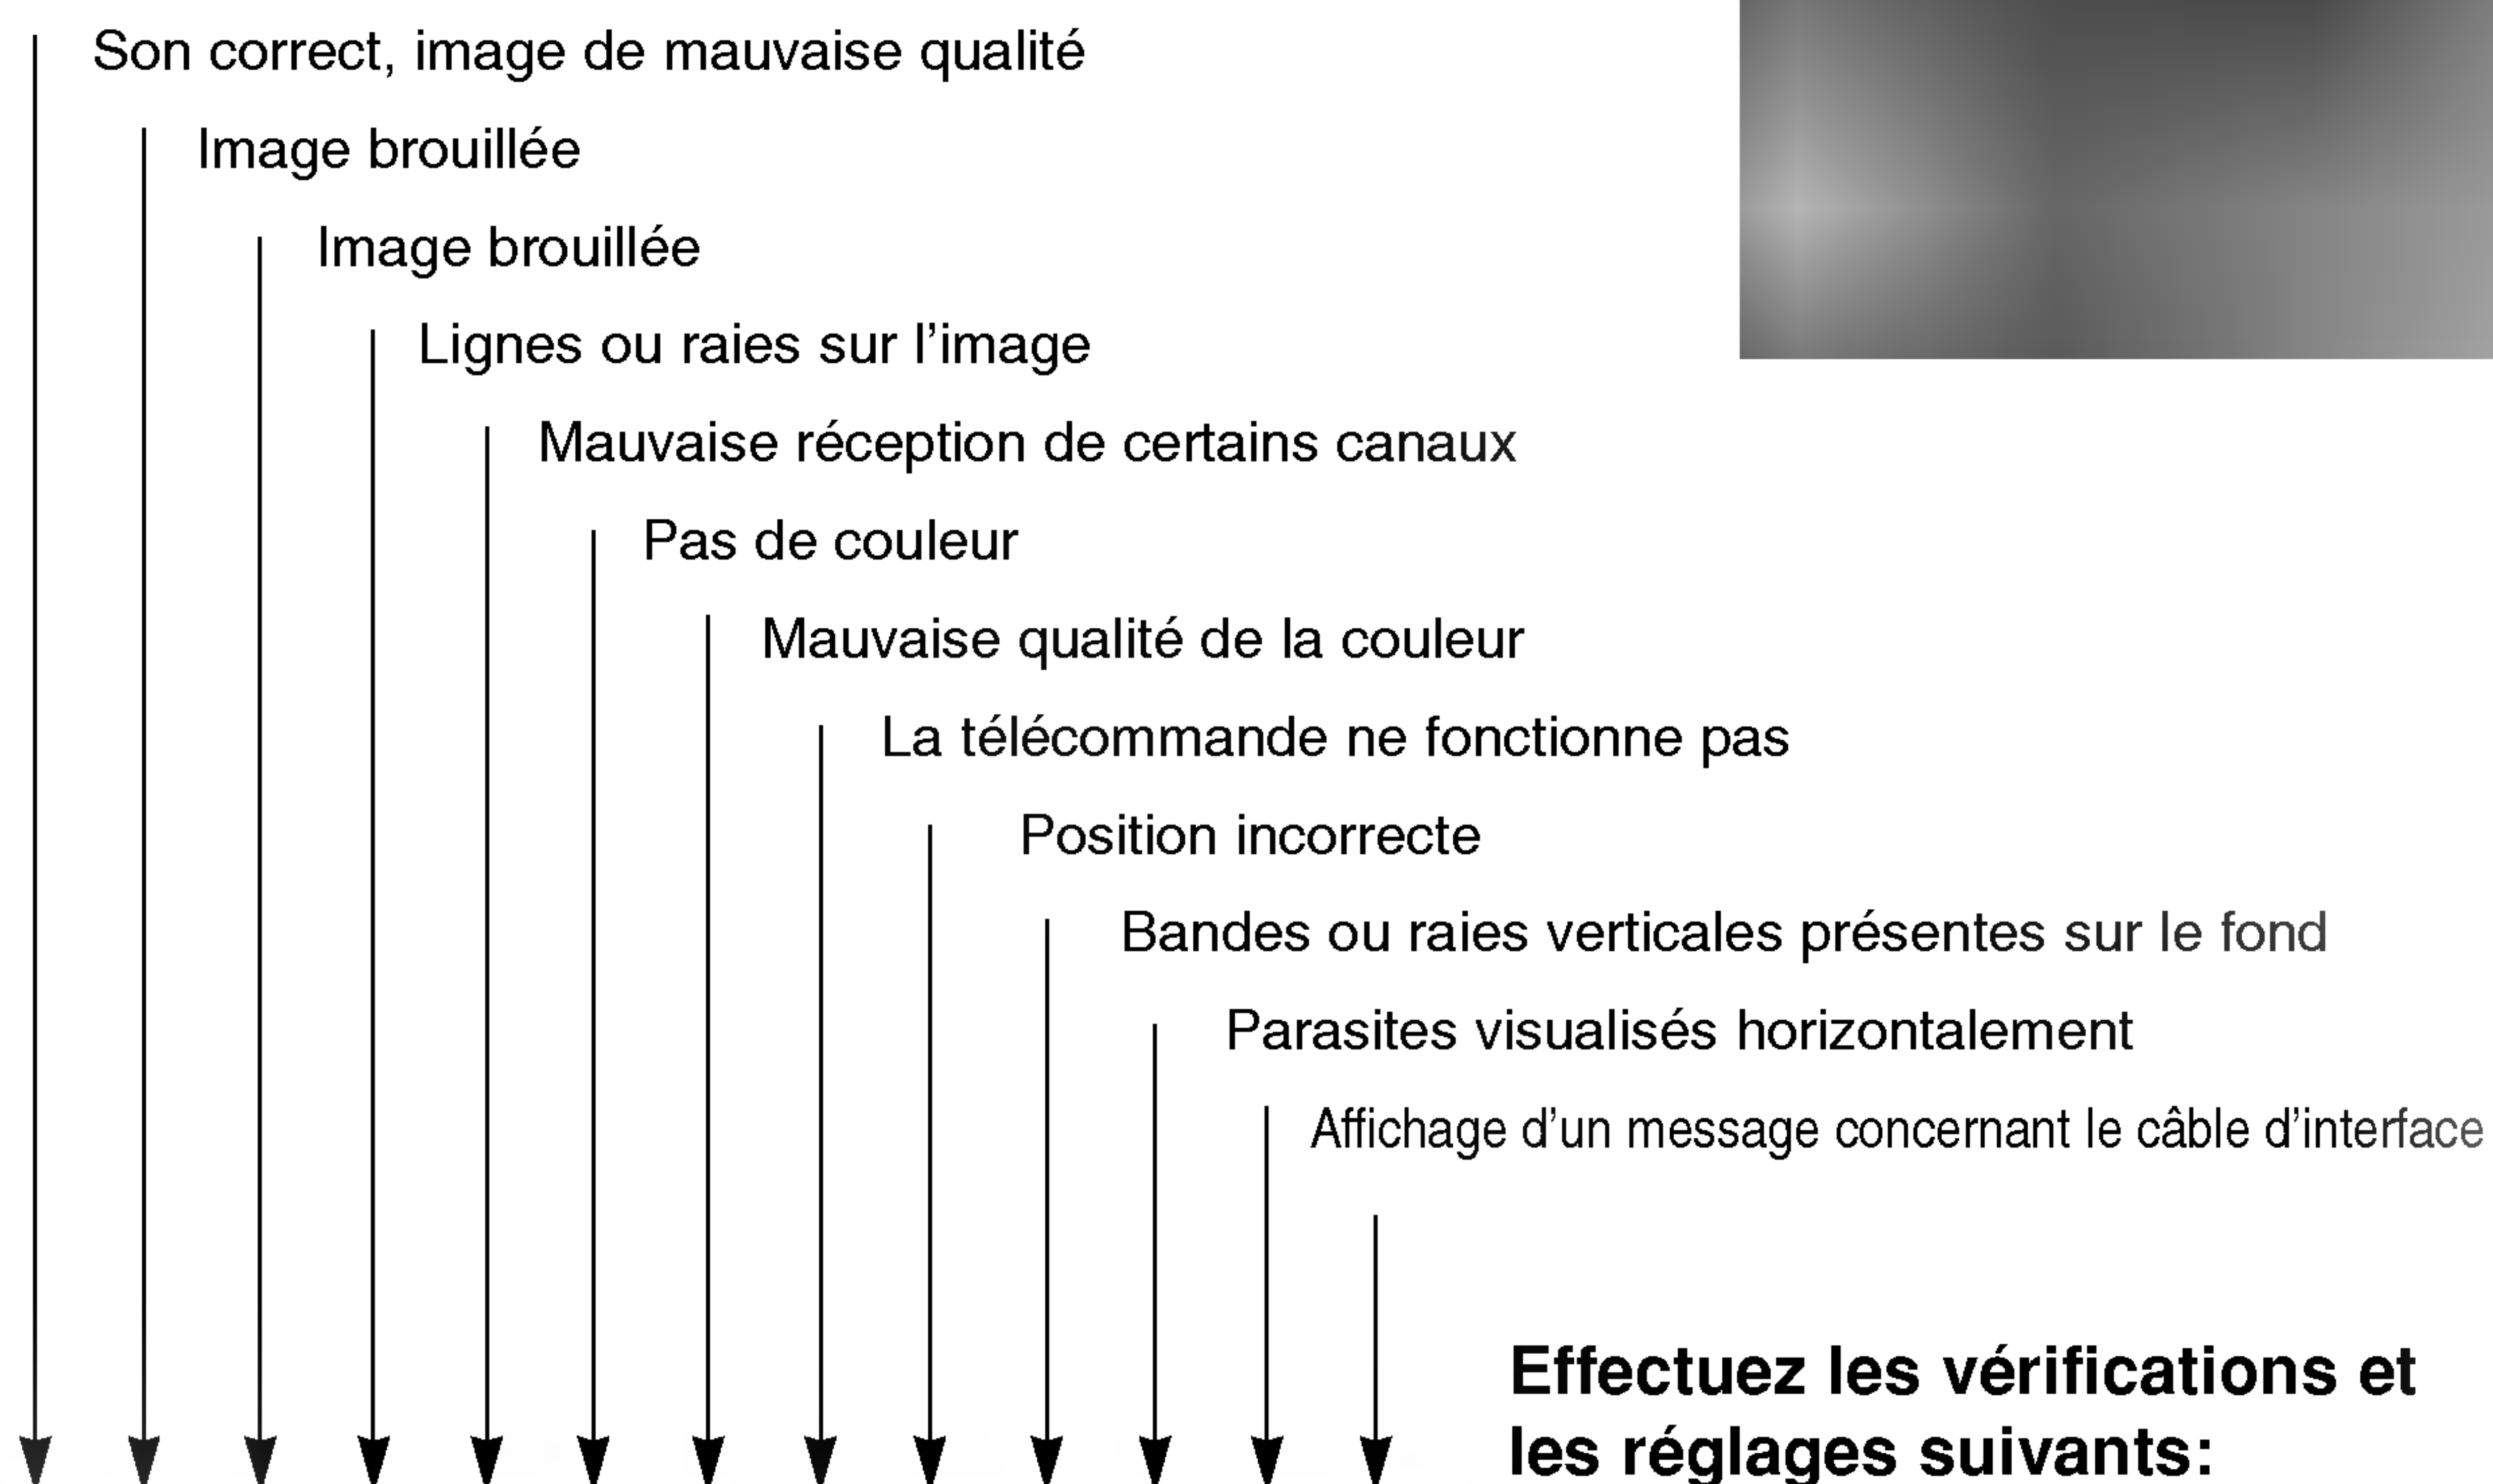 Son correct, image de mauvaise qualité
Image brouillée
Image brouillée
Lignes ou raies sur l'image
Mauvaise réception de certains canaux
Pas de couleur
Mauvaise qualité de la couleur
La télécommande ne fonctionne pas
Position incorrecte
Bandes ou raies verticales présentes sur le fond
Parasites visualisés horizontalement
Affichage d'un message concernant le câble d'interface
Effectuez les vérifications et
les réglages suivants: